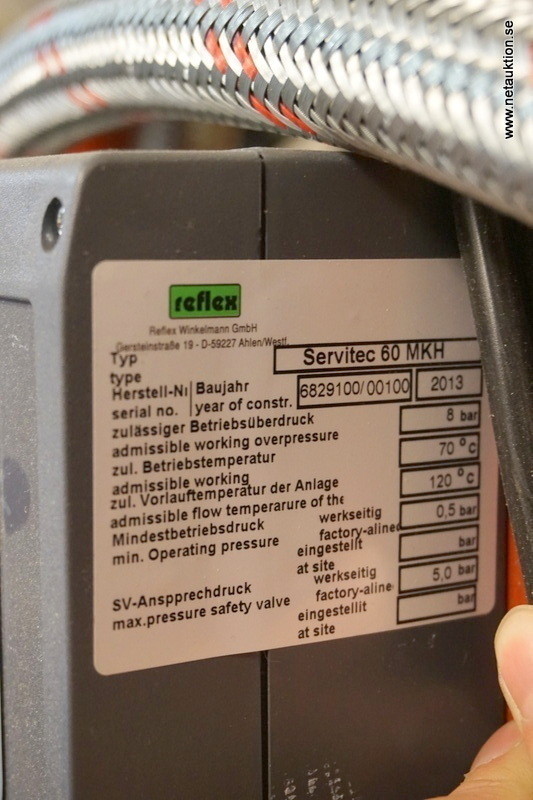 www.netauktion.se
reflex
Reflex Winkelmann GmbH
Gersteinstraße 19 - D-59227 Ahlen/Westf.
Typ
type
Servitec 60 MKH
Herstell-Nr
serial no.
Baujahr
year of constr.
6829100/00100
2013
zulässiger Betriebsüberdruck
admissible working overpressure
8 bar
zul. Betriebstemperatur
admissible working
70 °c
zul. Vorlauftemperatur der Anlage
admissible flow temperarure of the
120 °c
Mindestbetriebsdruck
min. Operating pressure
werkseitig
factory-aline
0,5 bar
eingestellt
at site
bar
SV-Anspprechdruck
max.pressure safety valve
werkseitig
factory-aline
5,0 bar
eingestellit
at site
bar